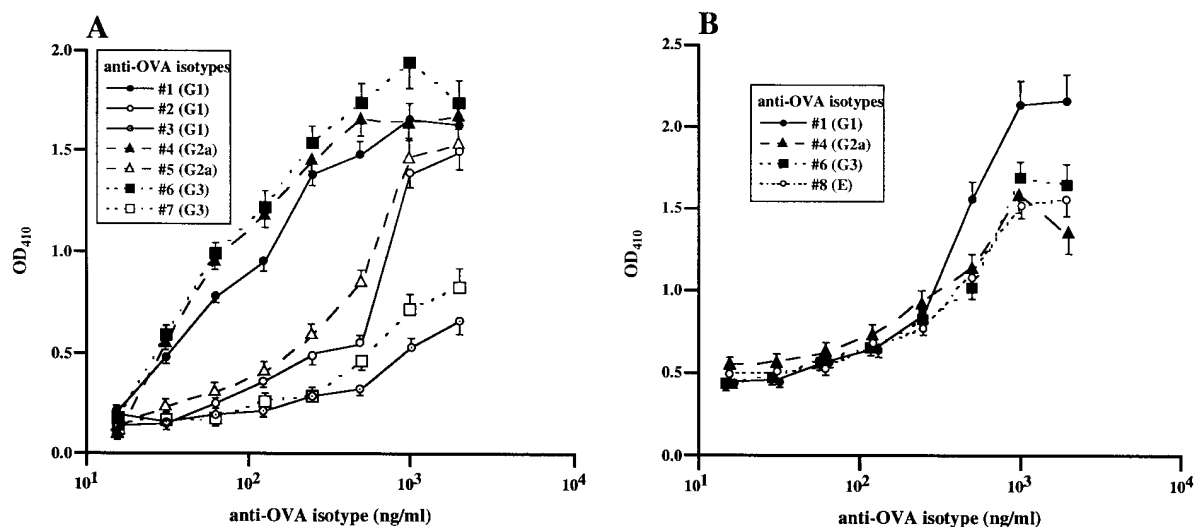 A
anti-OVA isotypes
#1 (G1)
#2 (G1)
#3 (G1)
#4 (G2a)
#5 (G2a)
#6 (G3)
#7 (G3)
2.0
1.5
1.0
0.5
0.0
OD410
10¹ 10² 10³ 10⁴
anti-OVA isotype (ng/ml)
B
anti-OVA isotypes
#1 (G1)
#4 (G2a)
#6 (G3)
#8 (E)
2.5
2.0
1.5
1.0
0.5
0.0
OD410
10¹ 10² 10³ 10⁴
anti-OVA isotype (ng/ml)